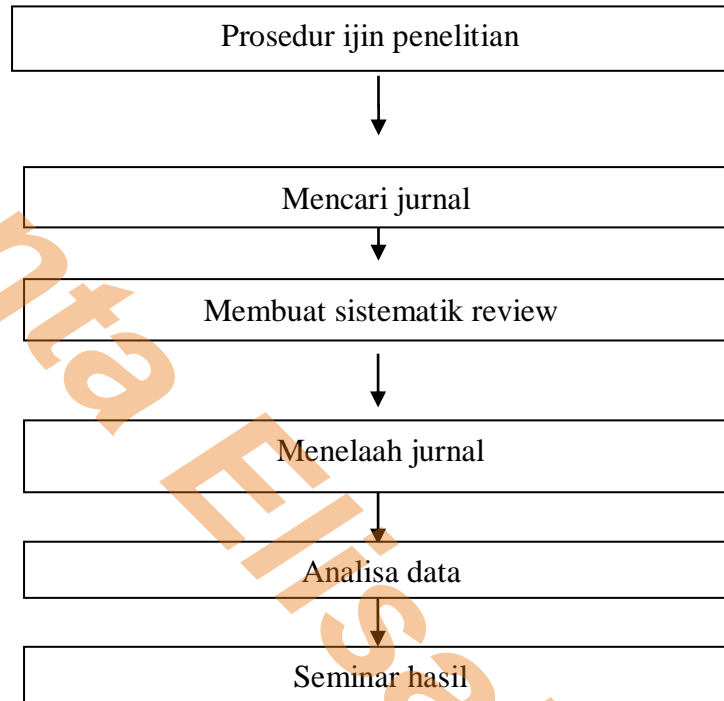 Prosedur ijin penelitian
Mencari jurnal
Membuat sistematik review
Menelaah jurnal
Analisa data
Seminar hasil